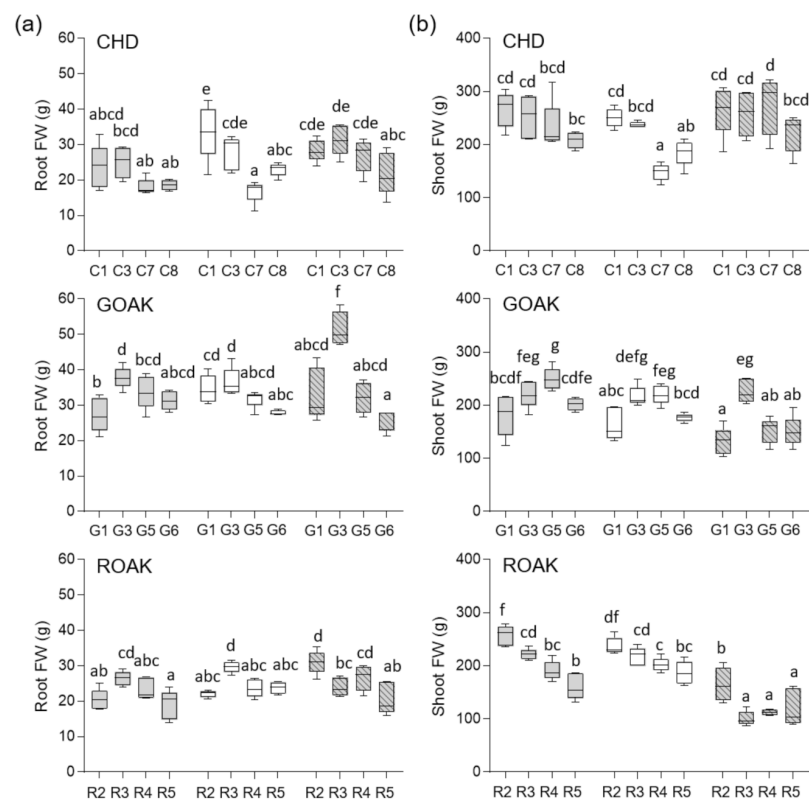 (a)
CHD
Root FW (g)
60
50
40
30
20
10
0
abcd bcd ab ab e cde a abc cde de cde abc
C1 C3 C7 C8 C1 C3 C7 C8 C1 C3 C7 C8
(b)
CHD
Shoot FW (g)
400
300
200
100
0
cd cd bcd bc cd bcd a ab cd cd d bcd
C1 C3 C7 C8 C1 C3 C7 C8 C1 C3 C7 C8
GOAK
Root FW (g)
60
50
40
30
20
10
0
b d bcd abcd cd d abcd abc abcd f abcd a
G1 G3 G5 G6 G1 G3 G5 G6 G1 G3 G5 G6
GOAK
Shoot FW (g)
400
300
200
100
0
bcdf feg g cdfe abc defg feg bcd a eg ab ab
G1 G3 G5 G6 G1 G3 G5 G6 G1 G3 G5 G6
ROAK
Root FW (g)
60
50
40
30
20
10
0
ab cd abc a abc d abc abc d bc cd ab
R2 R3 R4 R5 R2 R3 R4 R5 R2 R3 R4 R5
ROAK
Shoot FW (g)
400
300
200
100
0
f cd bc b df cd c bc b a a a
R2 R3 R4 R5 R2 R3 R4 R5 R2 R3 R4 R5